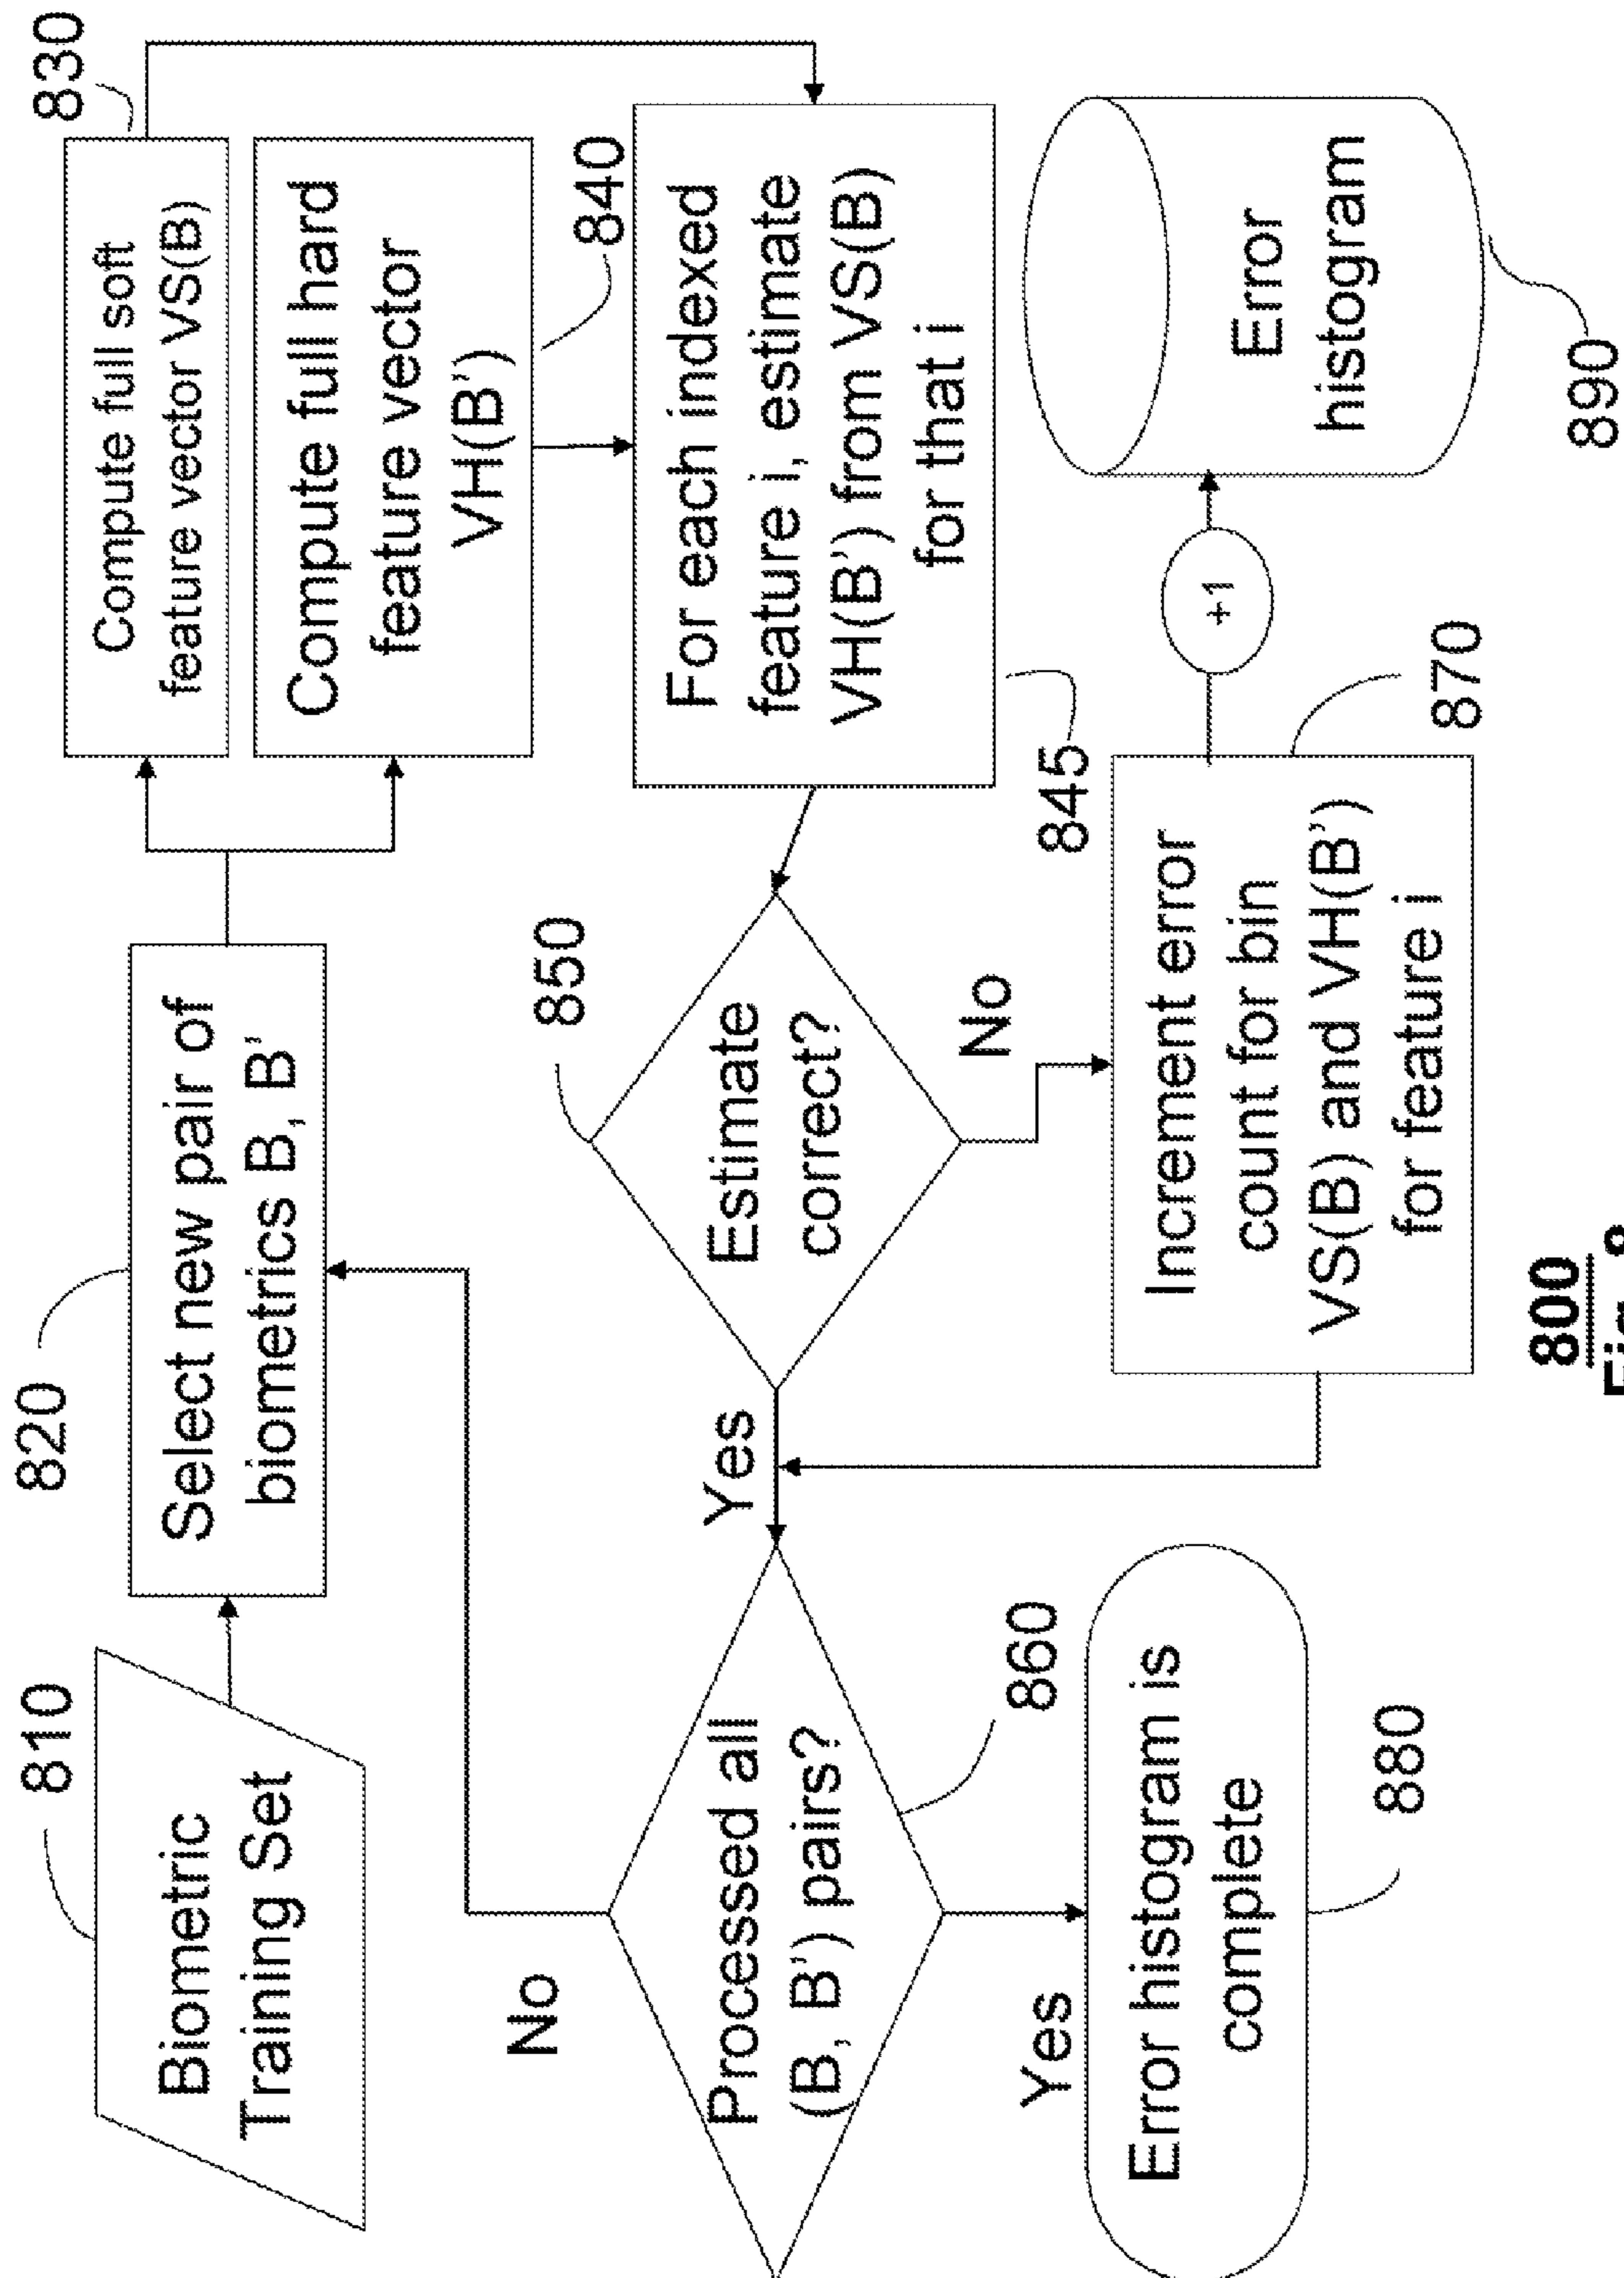 810
Biometric
Training Set
820
Select new pair of
biometrics B, B'
830
Compute full soft
feature vector VS(B)
Compute full hard
feature vector
VH(B')
840
For each indexed
feature i, estimate
VH(B') from VS(B)
for that i
845
850
Estimate
correct?
Yes
No
Processed all
(B, B') pairs?
860
No
Yes
Increment error
count for bin
VS(B) and VH(B')
for feature i
870
+1
Error
histogram
890
Error histogram is
complete
880
800
Fig. 8